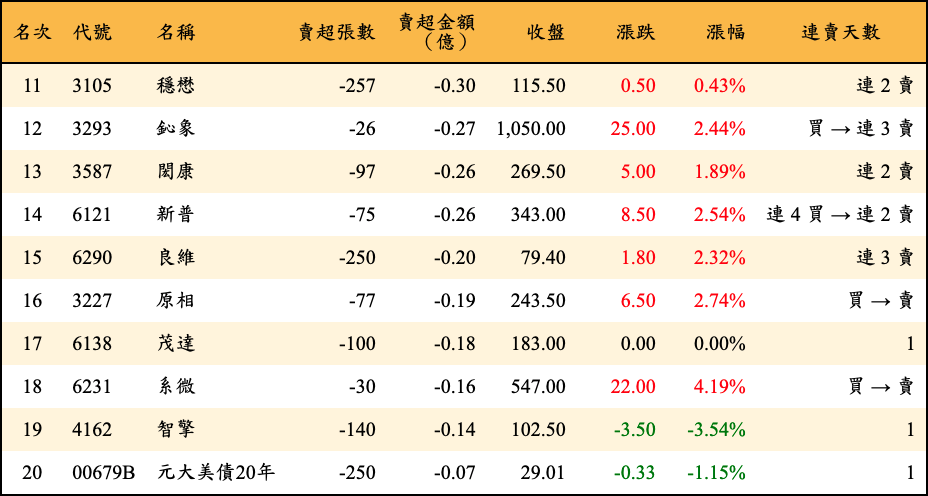 名次 代號 名稱 賣超張數 賣超金額（億） 收盤 漲跌 漲幅 連賣天數
11 3105 穩懋 -257 -0.30 115.50 0.50 0.43% 連 2 賣
12 3293 鈊象 -26 -0.27 1,050.00 25.00 2.44% 買 → 連 3 賣
13 3587 閎康 -97 -0.26 269.50 5.00 1.89% 連 2 賣
14 6121 新普 -75 -0.26 343.00 8.50 2.54% 連 4 買 → 連 2 賣
15 6290 良維 -250 -0.20 79.40 1.80 2.32% 連 3 賣
16 3227 原相 -77 -0.19 243.50 6.50 2.74% 買 → 賣
17 6138 茂達 -100 -0.18 183.00 0.00 0.00% 1
18 6231 系微 -30 -0.16 547.00 22.00 4.19% 買 → 賣
19 4162 智擎 -140 -0.14 102.50 -3.50 -3.54% 1
20 00679B 元大美債20年 -250 -0.07 29.01 -0.33 -1.15% 1